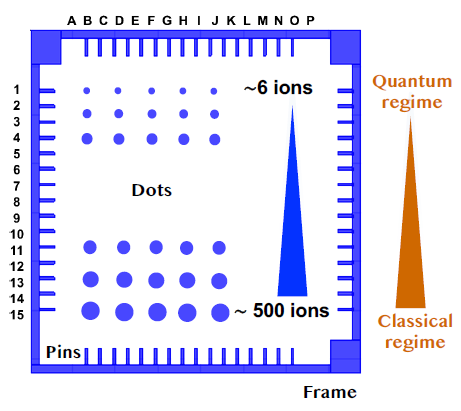 A B C D E F G H I J K L M N O P
1
~6 ions
Quantum
regime
2
3
4
5
6
Dots
7
8
9
10
11
12
13
14
15
~ 500 ions
Classical
regime
Pins
Frame